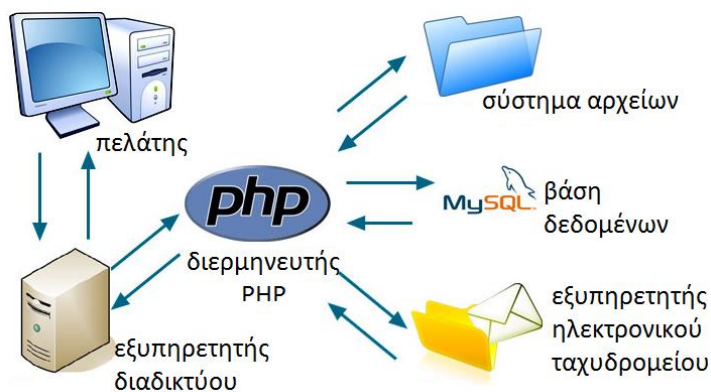 σύστημα αρχείων
πελάτης
php
MySQL
βάση
δεδομένων
διερμηνευτής
PHP
εξυπηρετητής
διαδικτύου
εξυπηρετητής
ηλεκτρονικού
ταχυδρομείου